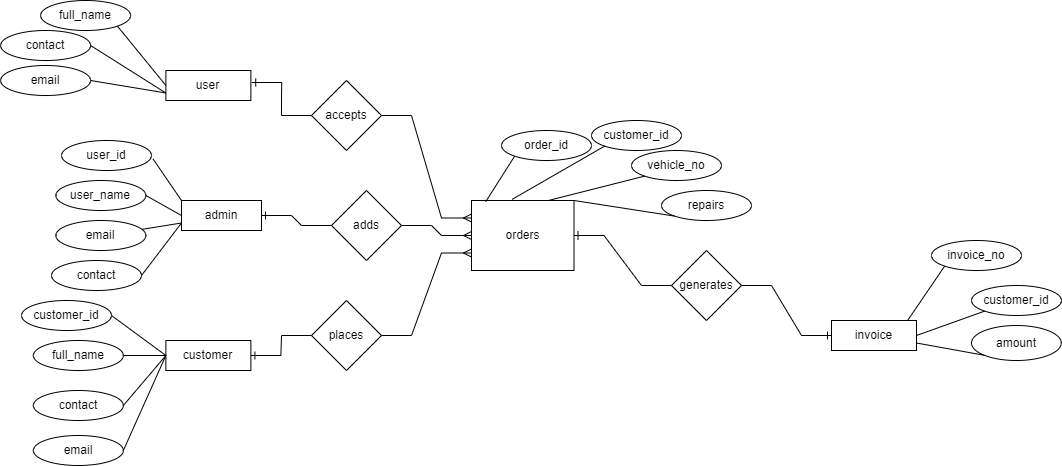 full_name
contact
email
user
accepts
order_id
customer_id
vehicle_no
repairs
user_id
user_name
email
contact
admin
adds
orders
generates
invoice_no
customer_id
amount
invoice
customer_id
full_name
contact
email
customer
places